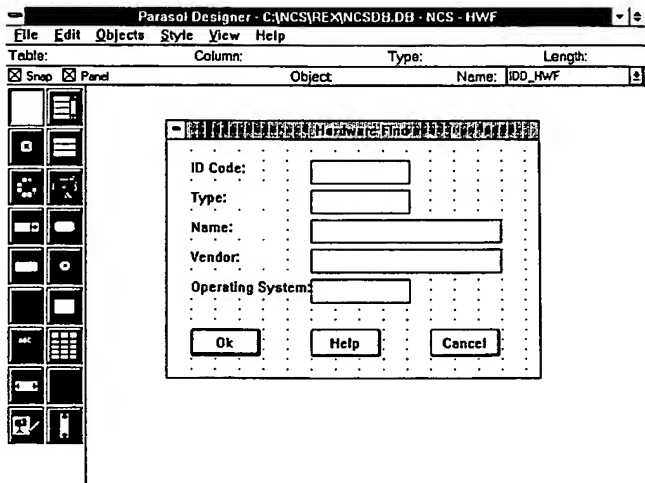 Parasol Designer - C:\NCS\REX\NCSDB.DB - NCS - HWF
File Edit Objects Style View Help
Table: Column: Type: Length:
Snap Panel Object Name: IDD_HWF
Hardware Find
ID Code:
Type:
Name:
Vendor:
Operating System:
Ok Help Cancel
ABC